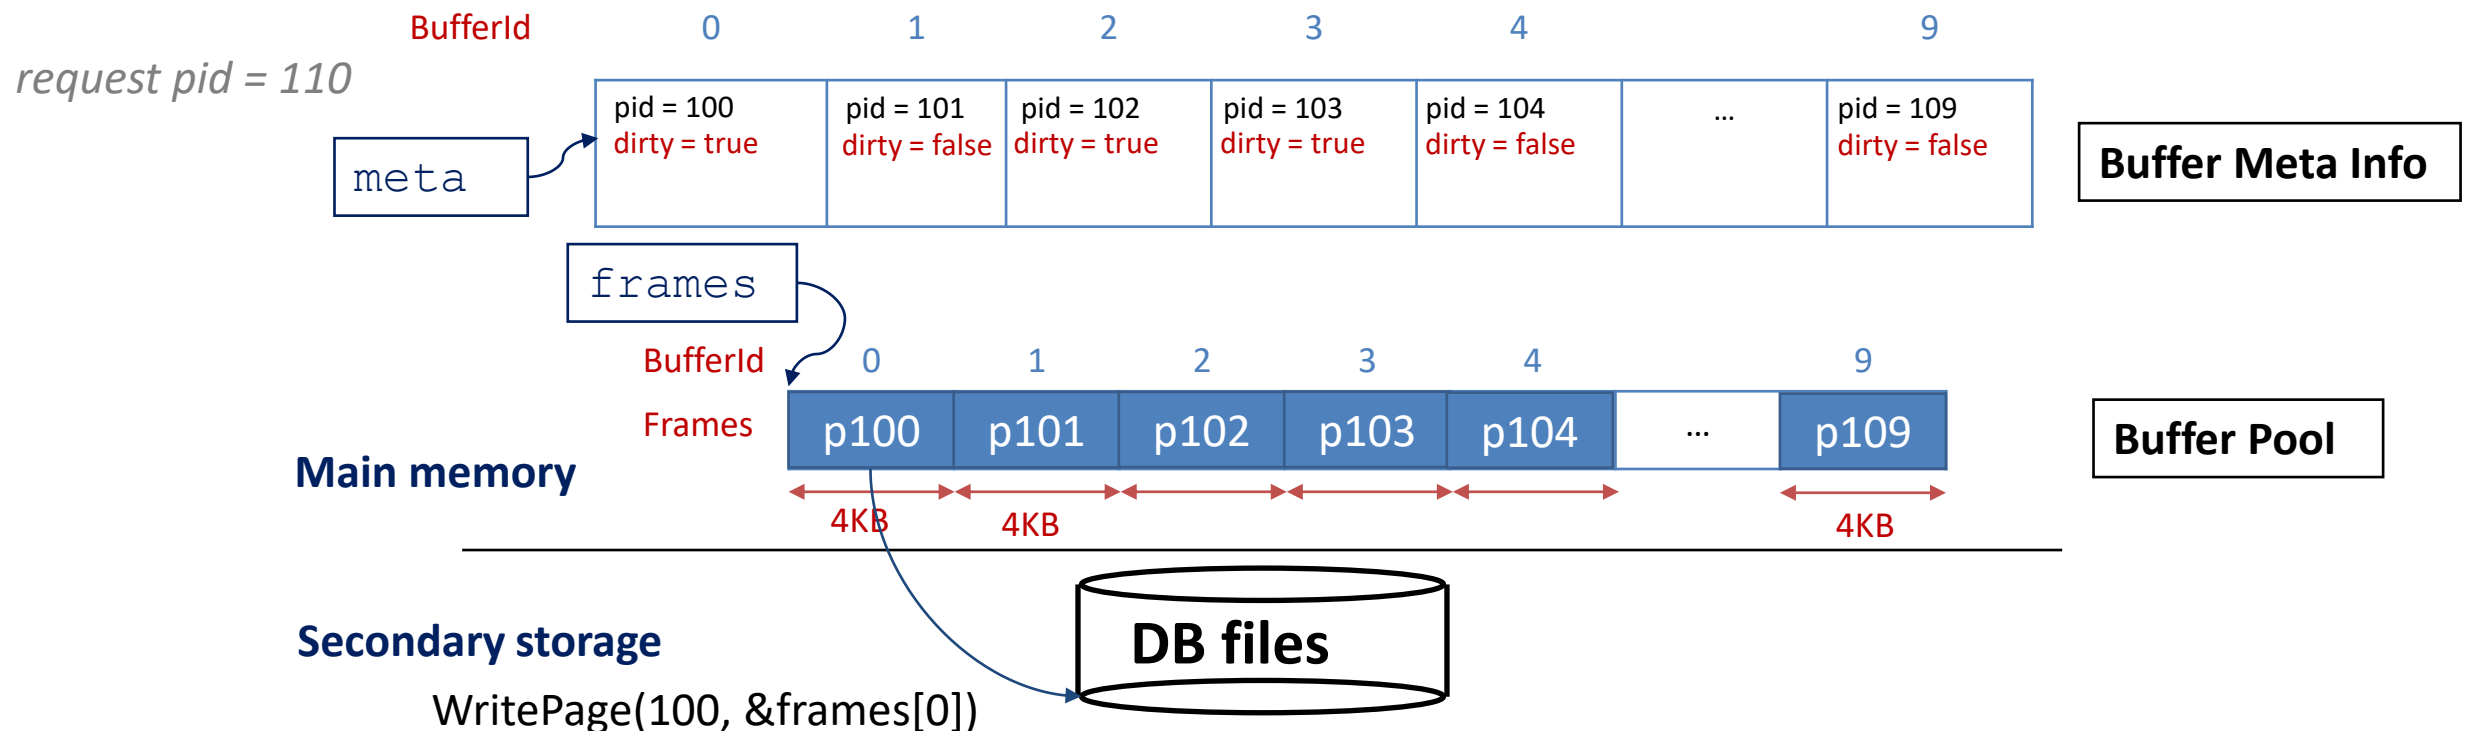 BufferId 0 1 2 3 4 9
request pid = 110
pid = 100 pid = 101 pid = 102 pid = 103 pid = 104 ... pid = 109
dirty = true dirty = false dirty = true dirty = true dirty = false dirty = false
meta
Buffer Meta Info
frames
BufferId 0 1 2 3 4 9
Frames p100 p101 p102 p103 p104 ... p109
Buffer Pool
Main memory
4KB 4KB 4KB
DB files
Secondary storage
WritePage(100, &frames[0])